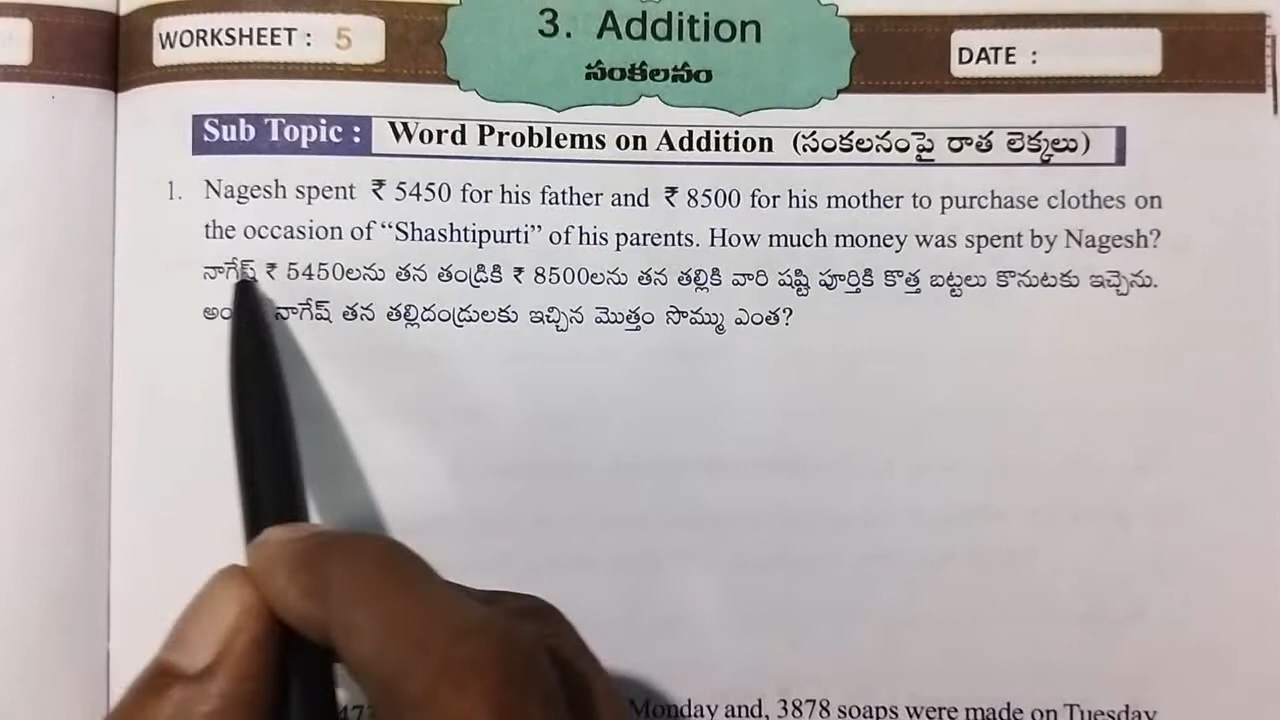 WORKSHEET : 5
3. Addition
సంకలనం
DATE :
Sub Topic : Word Problems on Addition (సంకలనంపై రాత లెక్కలు)
1. Nagesh spent ₹ 5450 for his father and ₹ 8500 for his mother to purchase clothes on
the occasion of “Shashtipurti” of his parents. How much money was spent by Nagesh?
నాగేష్ ₹ 5450లను తన తండ్రికి ₹ 8500లను తన తల్లికి వారి షష్టి పూర్తికి కొత్త బట్టలు కొనుటకు ఇచ్చెను.
నాగేష్ తన తల్లిదండ్రులకు ఇచ్చిన మొత్తం సొమ్ము ఎంత?
Monday and, 3878 soaps were made on Tuesday